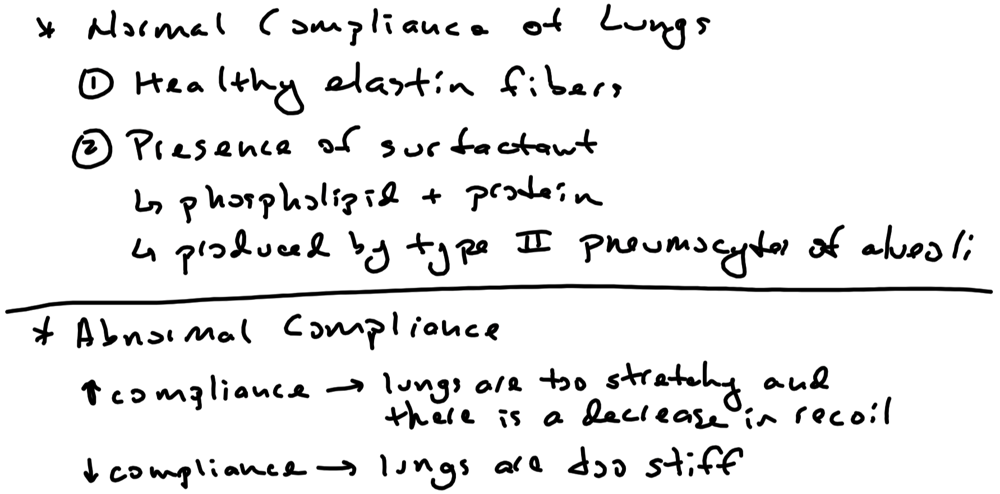 * Normal Compliance of Lungs
① Healthy elastin fibers
② Presence of surfactant
↳ phospholipid + protein
↳ produced by type II pneumocytes of alveoli
* Abnormal Compliance
↑ compliance → lungs are too stretchy and
there is a decrease in recoil
↓ compliance → lungs are too stiff